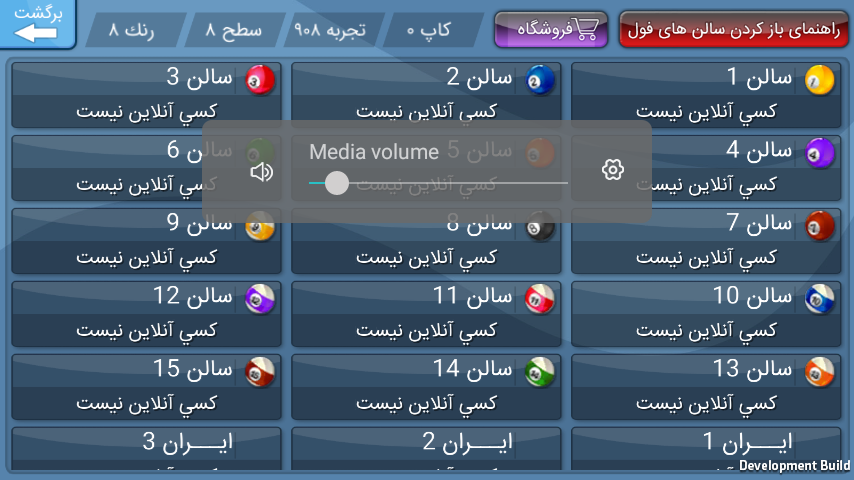 راهنمای باز کردن سالن های فول
فروشگاه
کاپ ۰
تجربه ۹۰۸
سطح ۸
رنك ۸
برگشت
سالن 1
كسي آنلاين نيست
سالن 2
كسي آنلاين نيست
سالن 3
كسي آنلاين نيست
سالن 4
كسي آنلاين نيست
سالن 5
كسي آنلاين نيست
سالن 6
كسي آنلاين نيست
Media volume
سالن 7
كسي آنلاين نيست
سالن 8
كسي آنلاين نيست
سالن 9
كسي آنلاين نيست
سالن 10
كسي آنلاين نيست
سالن 11
كسي آنلاين نيست
سالن 12
كسي آنلاين نيست
سالن 13
كسي آنلاين نيست
سالن 14
كسي آنلاين نيست
سالن 15
كسي آنلاين نيست
ايـــران 1
ايـــران 2
ايـــران 3
Development Build